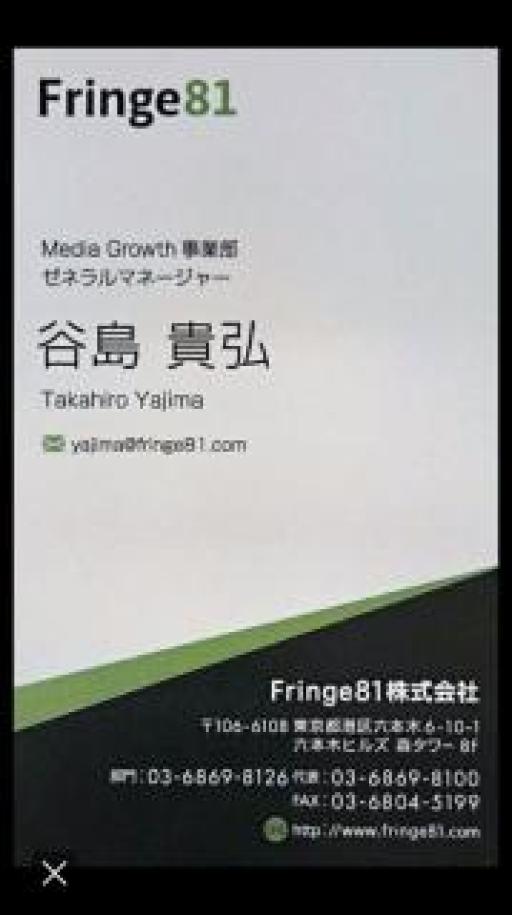 Fringe81
Media Growth 事業部
ゼネラルマネージャー
谷島 貴弘
Takahiro Yajima
yajima@fringe81.com
Fringe81株式会社
〒106-6108 東京都港区六本木 6-10-1
六本木ヒルズ 森タワー 8F
部門：03-6869-8126 代表：03-6869-8100
FAX：03-6804-5199
http://www.fringe81.com